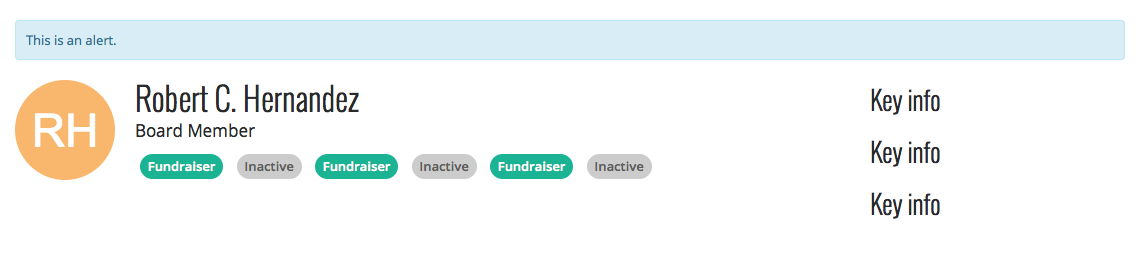 This is an alert.
RH
Robert C. Hernandez
Board Member
Fundraiser Inactive Fundraiser Inactive Fundraiser Inactive
Key info
Key info
Key info